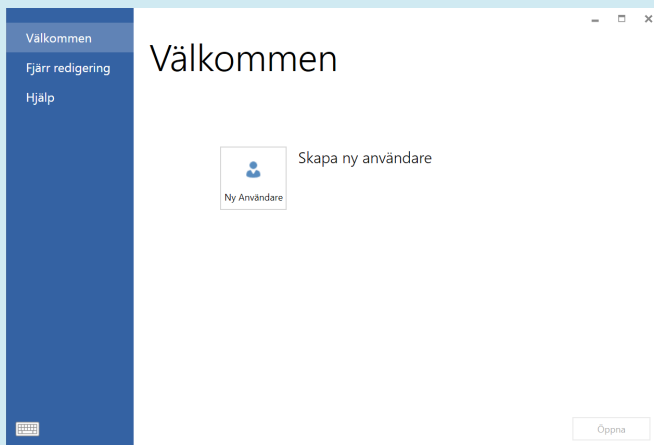 Välkommen
Fjärr redigering
Hjälp
Välkommen
Skapa ny användare
Ny Användare
Öppna